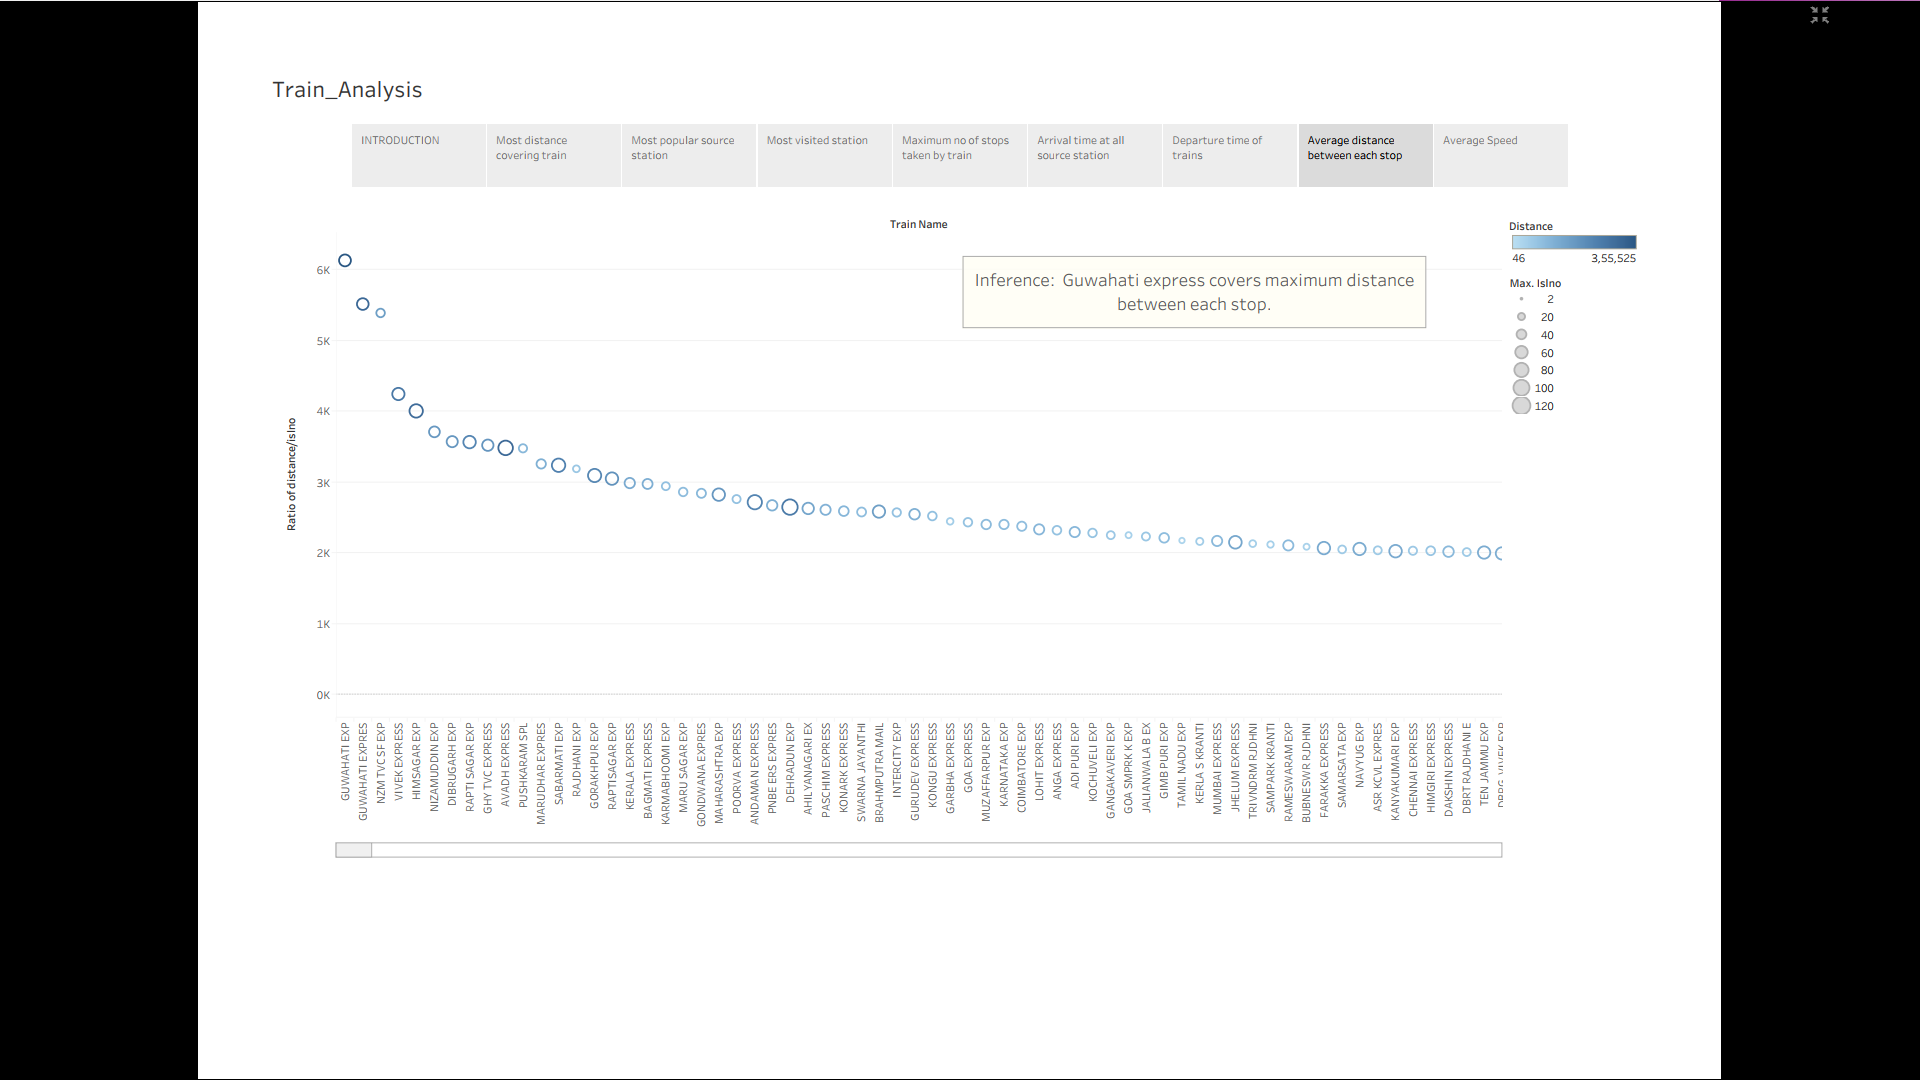 Train_Analysis
INTRODUCTION
Most distance
covering train
Most popular source
station
Most visited station
Maximum no of stops
taken by train
Arrival time at all
source station
Departure time of
trains
Average distance
between each stop
Average Speed
Train Name
Inference:  Guwahati express covers maximum distance
between each stop.
Distance
46
3,55,525
Max. Islno
2
20
40
60
80
100
120
Ratio of distance/islno
6K
5K
4K
3K
2K
1K
0K
GUWAHATI EXP
GUWAHATI EXPRES
NZM TVC SF EXP
VIVEK EXPRESS
HIMSAGAR EXP
NIZAMUDDIN EXP
DIBRUGARH EXP
RAPTI SAGAR EXP
GHY TVC EXPRESS
AVADH EXPRESS
PUSHKARAM SPL
MARUDHAR EXPRES
SABARMATI EXP
RAJDHANI EXP
GORAKHPUR EXP
RAPTISAGAR EXP
KERALA EXPRESS
BAGMATI EXPRESS
KARMABHOOMI EXP
MARU SAGAR EXP
GONDWANA EXPRES
MAHARASHTRA EXP
POORVA EXPRESS
ANDAMAN EXPRESS
PNBE ERS EXPRES
DEHRADUN EXP
AHILYANAGARI EX
PASCHIM EXPRESS
KONARK EXPRESS
SWARNA JAYANTHI
BRAHMPUTRA MAIL
INTERCITY EXP
GURUDEV EXPRESS
KONGU EXPRESS
GARBHA EXPRESS
GOA EXPRESS
MUZAFFARPUR EXP
KARNATAKA EXP
COIMBATORE EXP
LOHIT EXPRESS
ANGA EXPRESS
ADI PURI EXP
KOCHUVELI EXP
GANGAKAVERI EXP
GOA SMPRK K EXP
JALIANWALA B EX
GIMB PURI EXP
TAMIL NADU EXP
KERLA S KRANTI
MUMBAI EXPRESS
JHELUM EXPRESS
TRIVNDRM RJDHNI
SAMPARK KRANTI
RAMESWARAM EXP
BUBNESWR RJDHNI
FARAKKA EXPRESS
SAMARSATA EXP
NAVYUG EXP
ASR KCVL EXPRES
KANYAKUMARI EXP
CHENNAI EXPRESS
HIMGIRI EXPRESS
DAKSHIN EXPRESS
DBRT RAJDHANI E
TEN JAMMU EXP